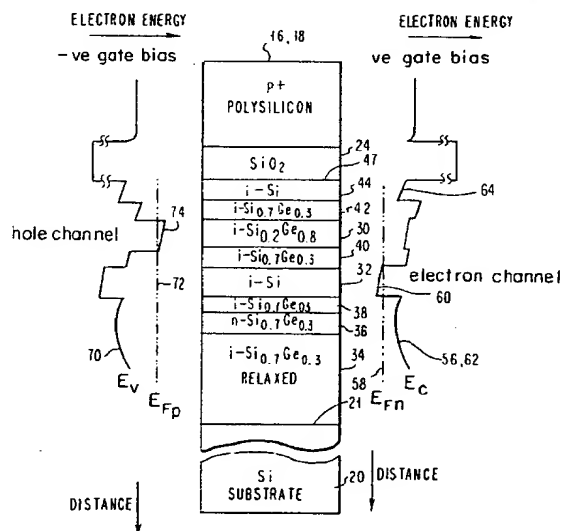 ELECTRON ENERGY
-ve gate bias
16,18
ELECTRON ENERGY
ve gate bias
p+
POLYSILICON
24
SiO2
47
i-Si
44
64
74
i-Si0.7Ge0.3
42
hole channel
i-Si0.2Ge0.8
30
i-Si0.7Ge0.3
40
72
i-Si
32
electron channel
60
38
n-Si0.7Ge0.3
36
70
i-Si0.7Ge0.3
RELAXED
34
58
56,62
Ev
EFp
21
EFn
Ec
Si
SUBSTRATE
20
DISTANCE
DISTANCE